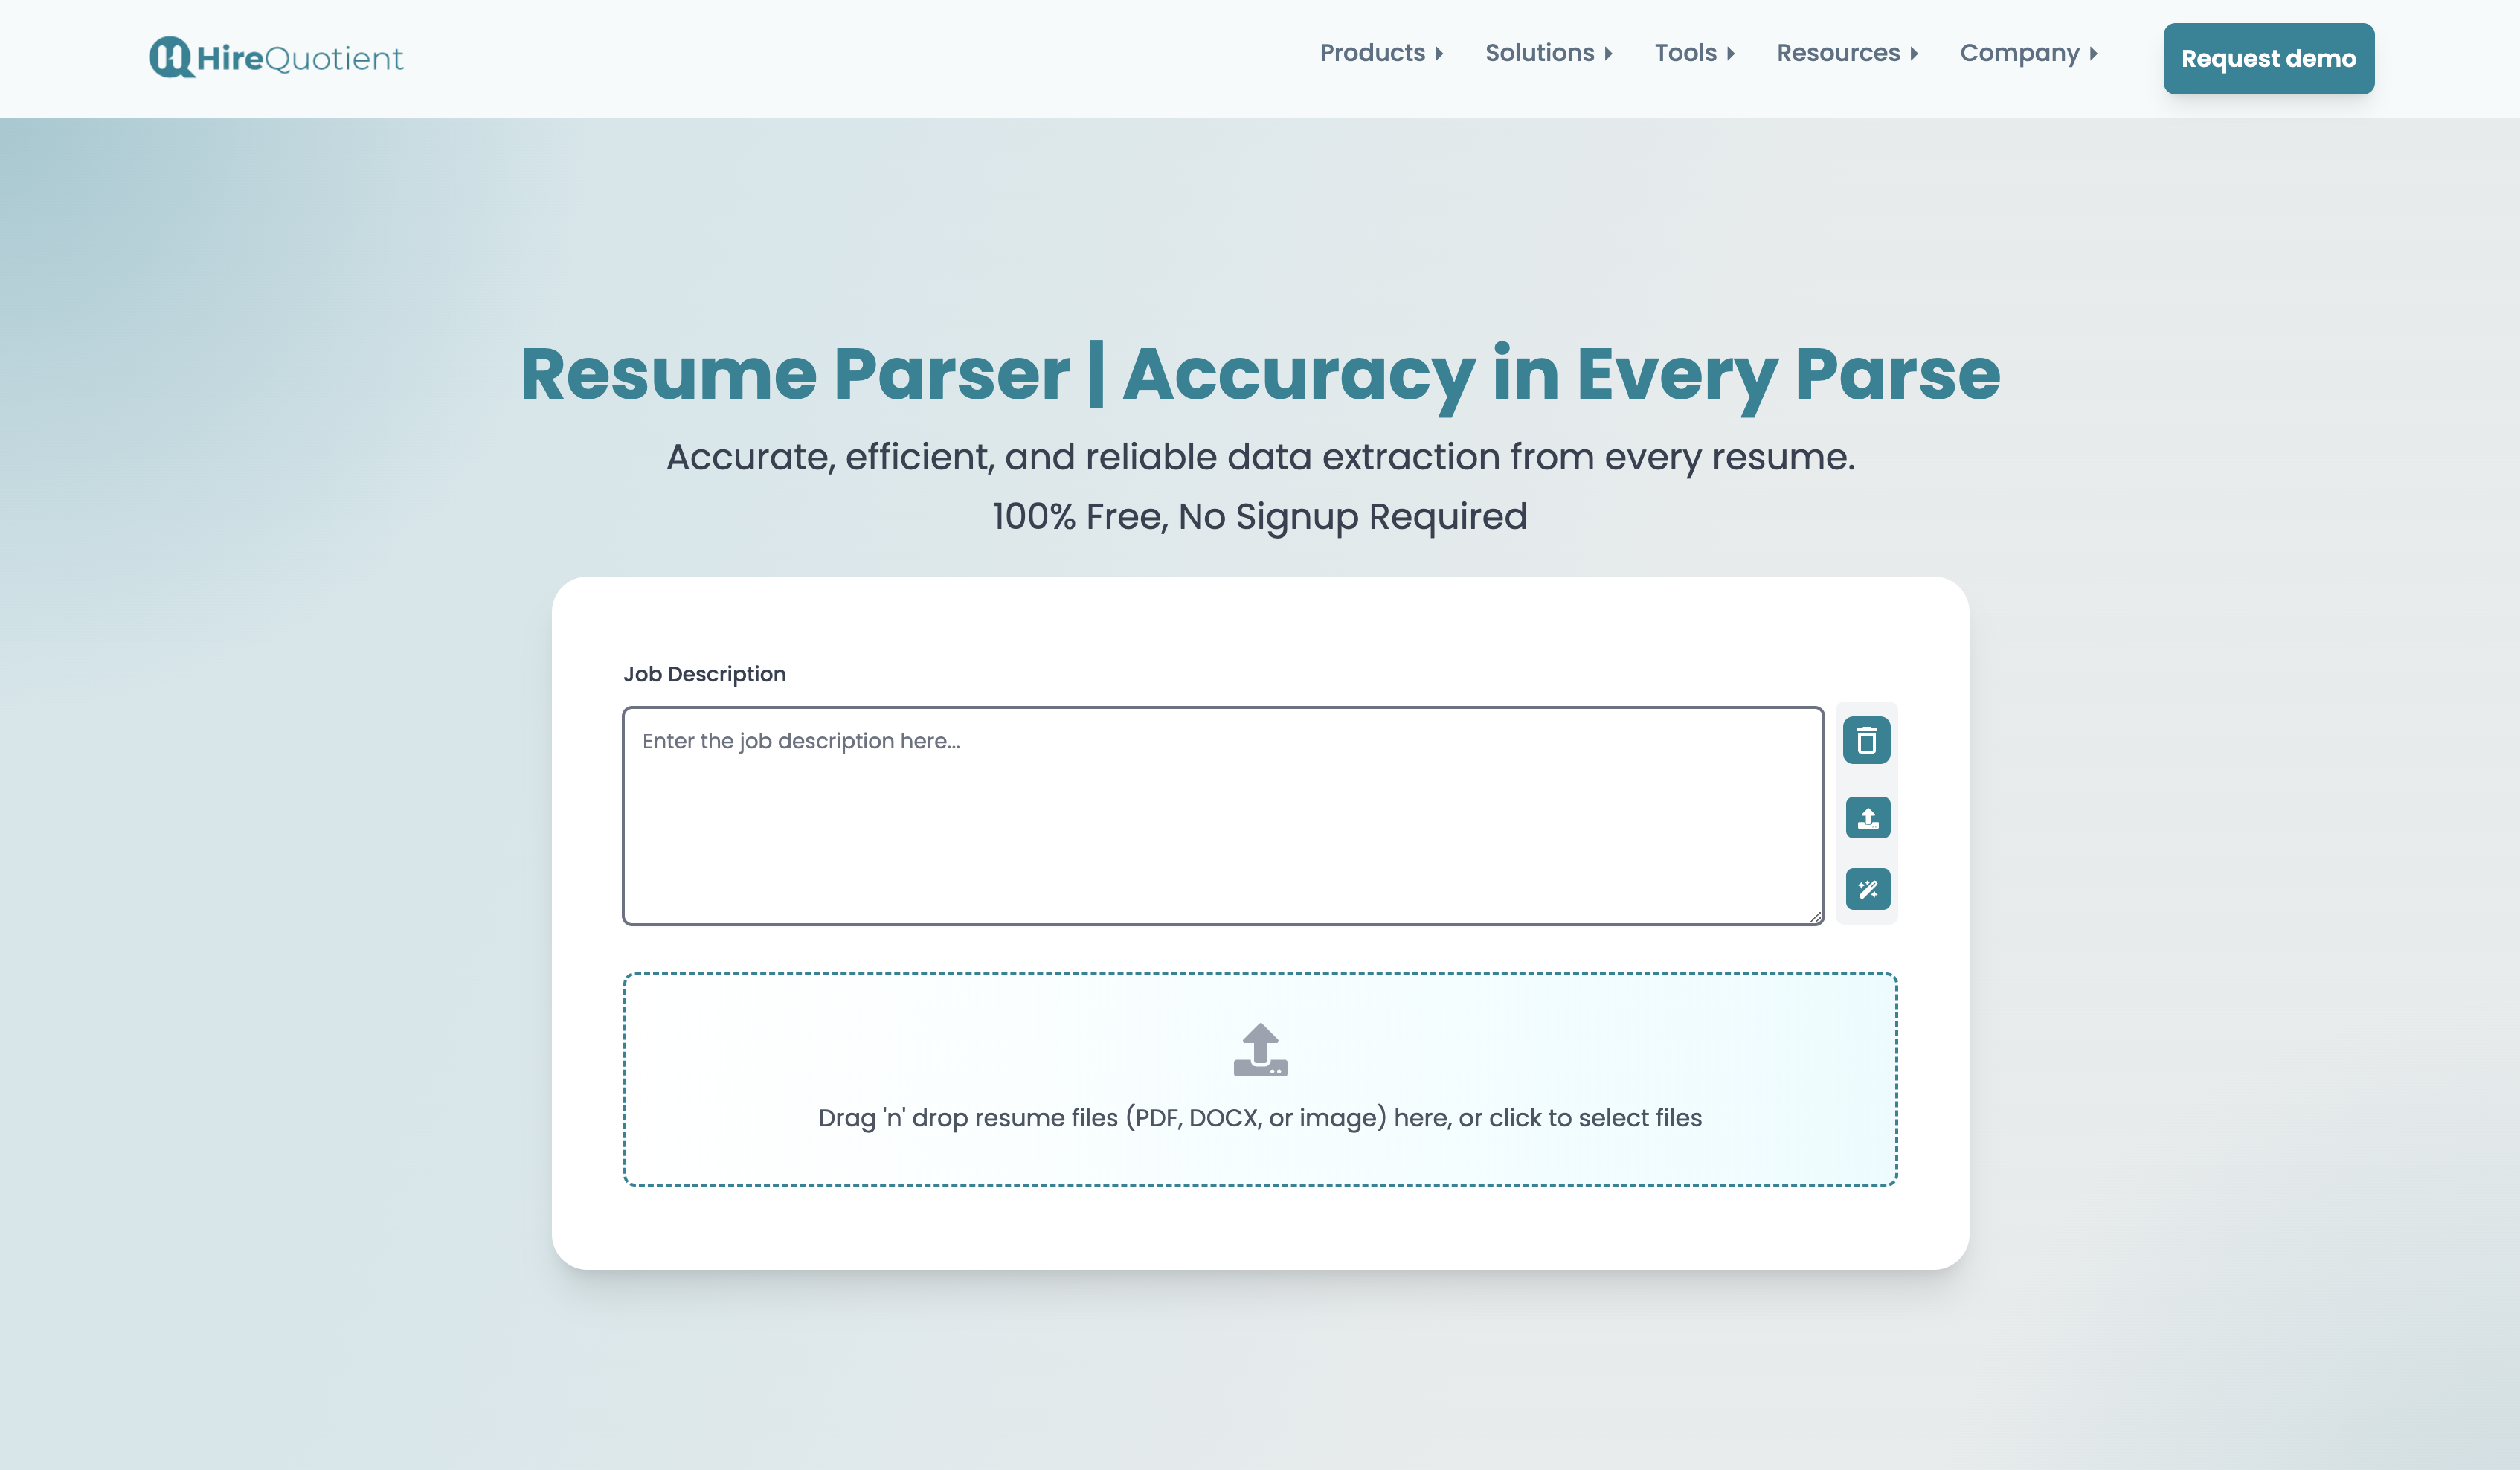 HireQuotient
Products
Solutions
Tools
Resources
Company
Request demo
Resume Parser | Accuracy in Every Parse
Accurate, efficient, and reliable data extraction from every resume.
100% Free, No Signup Required
Job Description
Enter the job description here...
Drag 'n' drop resume files (PDF, DOCX, or image) here, or click to select files